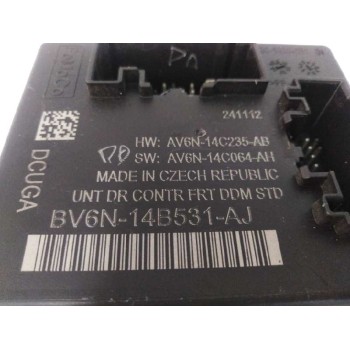 241112
HW: AV6N-14C235-AB
SW: AV6N-14C064-AH
MADE IN CZECH REPUBLIC
UNT DR CONTR FRT DDM STD
BV6N-14B531-AJ
DCUGA